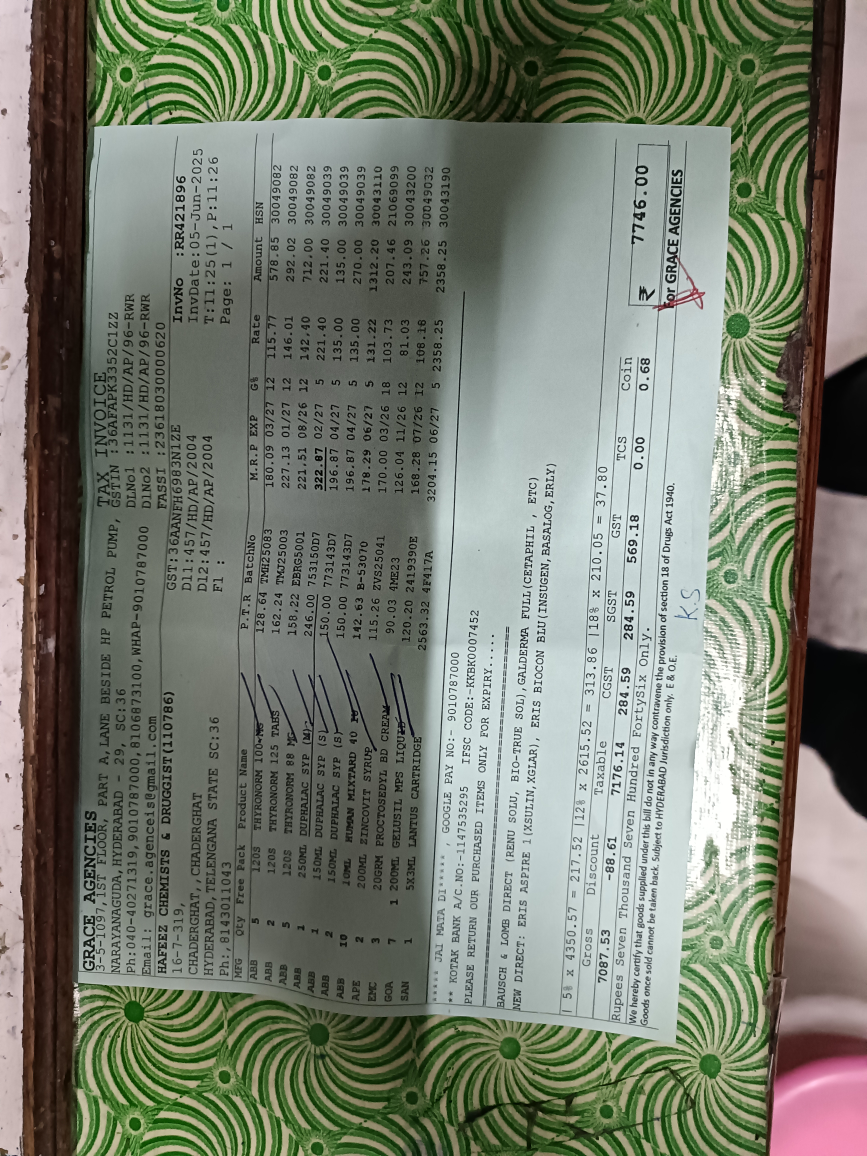 GRACE AGENCIES
3-5-1097,1ST FLOOR, PART A,LANE BESIDE HP PETROL PUMP,
NARAYANAGUDA,HYDERABAD - 29, SC:36
Ph:040-40271319,9010787000,8106873100,WHAP-9010787000
Email: grace.agenceis@gmail.com
TAX INVOICE
GSTIN :36AFAPK3352C1ZZ
DLNo1 :1131/HD/AP/96-RWR
DlNo2 :1131/HD/AP/96-RWR
FASSI :23618030000620
HAFEEZ CHEMISTS & DRUGGIST(110786)
16-7-319,
CHADERGHAT,,CHADERGHAT
HYDERABAD,TELENGANA STATE SC:36
Ph:,8143011043
GST:36AANFH6983N1ZE
Dl1:457/HD/AP/2004
Dl2:457/HD/AP/2004
Fl :
InvNo :RR421896
InvDate:05-Jun-2025
T:11:25(1),P:11:26
Page: 1 / 1
MFG Qty Free Pack Product Name P.T.R BatchNo M.R.P EXP G% Rate Amount HSN
ABB 5 120S THYRONORM 100 128.64 TMH25083 180.09 03/27 12 115.77 578.85 30049082
ABB 2 120S THYRONORM 125 TABS 162.24 TMJ25003 227.13 01/27 12 146.01 292.02 30049082
ABB 5 120S THYRONORM 88 158.22 EBRG5001 221.51 08/26 12 142.40 712.00 30049082
ABB 1 250ML DUPHALAC SYP 246.00 753150D7 322.87 02/27 5 221.40 221.40 30049039
ABB 1 150ML DUPHALAC SYP (S) 150.00 773143D7 196.87 04/27 5 135.00 135.00 30049039
ABB 2 150ML DUPHALAC SYP (S) 150.00 773143D7 196.87 04/27 5 135.00 270.00 30049039
ABB 10 10ML HUMAN MIXTARD 40 142.63 B-53070 178.29 06/27 5 131.22 1312.20 30043110
APE 2 200ML ZINCOVIT SYRUP 115.26 ZVS25041 170.00 03/26 18 103.73 207.46 21069099
EMC 3 20GRM PROCTOSEDYL BD CREAM 90.03 4ME23 126.04 11/26 12 81.03 243.09 30043200
GOA 7 1 200ML GELUSIL MPS LIQUID 120.20 2419390E 168.28 07/26 12 108.18 757.26 30049032
SAN 1 5X3ML LANTUS CARTRIDGE 2563.32 4F417A 3204.15 06/27 5 2358.25 2358.25 30043190
***** JAI MATA DI***** , GOOGLE PAY NO:- 9010787000
** KOTAK BANK A/C.NO:-1147535295 IFSC CODE:-KKBK0007452
PLEASE RETURN OUR PURCHASED ITEMS ONLY FOR EXPIRY.....
BAUSCH & LOMB DIRECT (RENU SOLU, BIO-TRUE SOL),GALDERMA FULL(CETAPHIL , ETC)
NEW DIRECT: ERIS ASPIRE 1(XSULIN,XGLAR), ERIS BIOCON BLU(INSUGEN,BASALOG,ERLY)
| 5% x 4350.57 = 217.52 |12% x 2615.52 = 313.86 |18% x 210.05 = 37.80
Gross Discount Taxable CGST SGST GST TCS Coin
7087.53 -88.61 7176.14 284.59 284.59 569.18 0.00 0.68
₹ 7746.00
Rupees Seven Thousand Seven Hundred FortySix Only.
We hereby certify that goods supplied under this bill do not in any way contravene the provision of section 18 of Drugs Act 1940.
Goods once sold cannot be taken back. Subject to HYDERABAD Jurisdiction only. E & O.E.
For GRACE AGENCIES
K.S